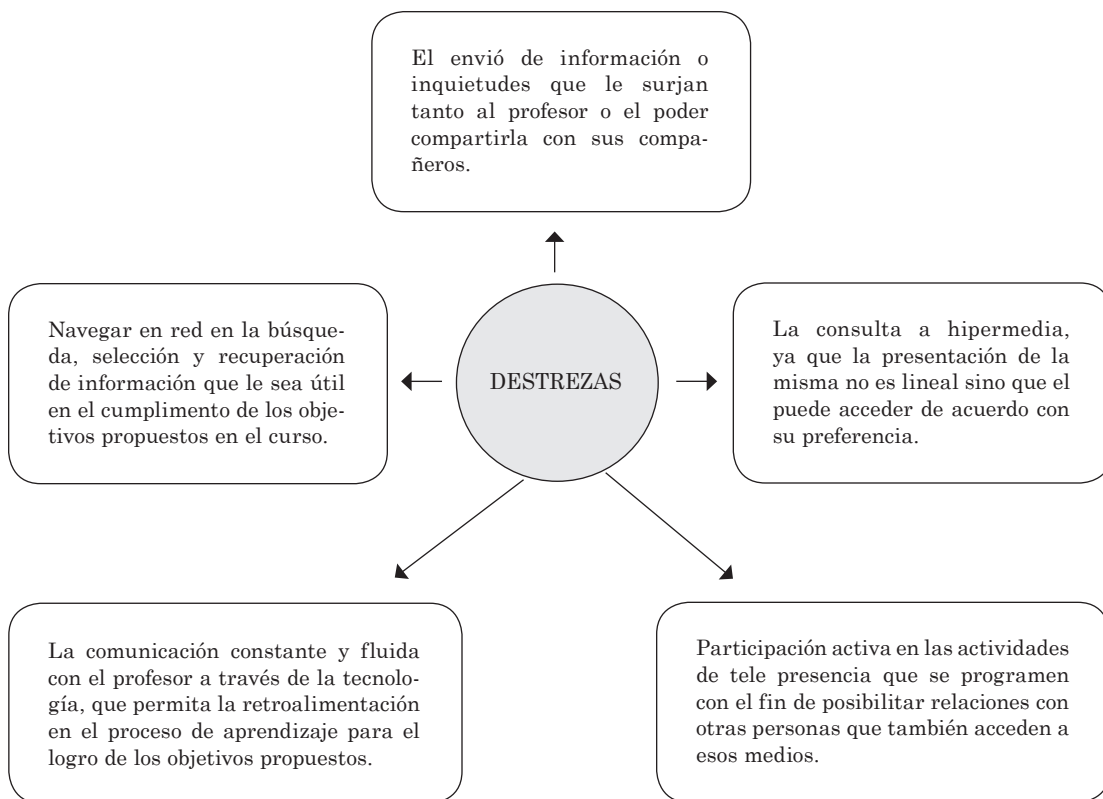 El envió de información o
inquietudes que le surjan
tanto al profesor o el poder
compartirla con sus compa-
ñeros.
Navegar en red en la búsque-
da, selección y recuperación
de información que le sea útil
en el cumplimento de los obje-
tivos propuestos en el curso.
DESTREZAS
La consulta a hipermedia,
ya que la presentación de la
misma no es lineal sino que el
puede acceder de acuerdo con
su preferencia.
La comunicación constante y fluida
con el profesor a través de la tecnolo-
gía, que permita la retroalimentación
en el proceso de aprendizaje para el
logro de los objetivos propuestos.
Participación activa en las actividades
de tele presencia que se programen
con el fin de posibilitar relaciones con
otras personas que también acceden a
esos medios.